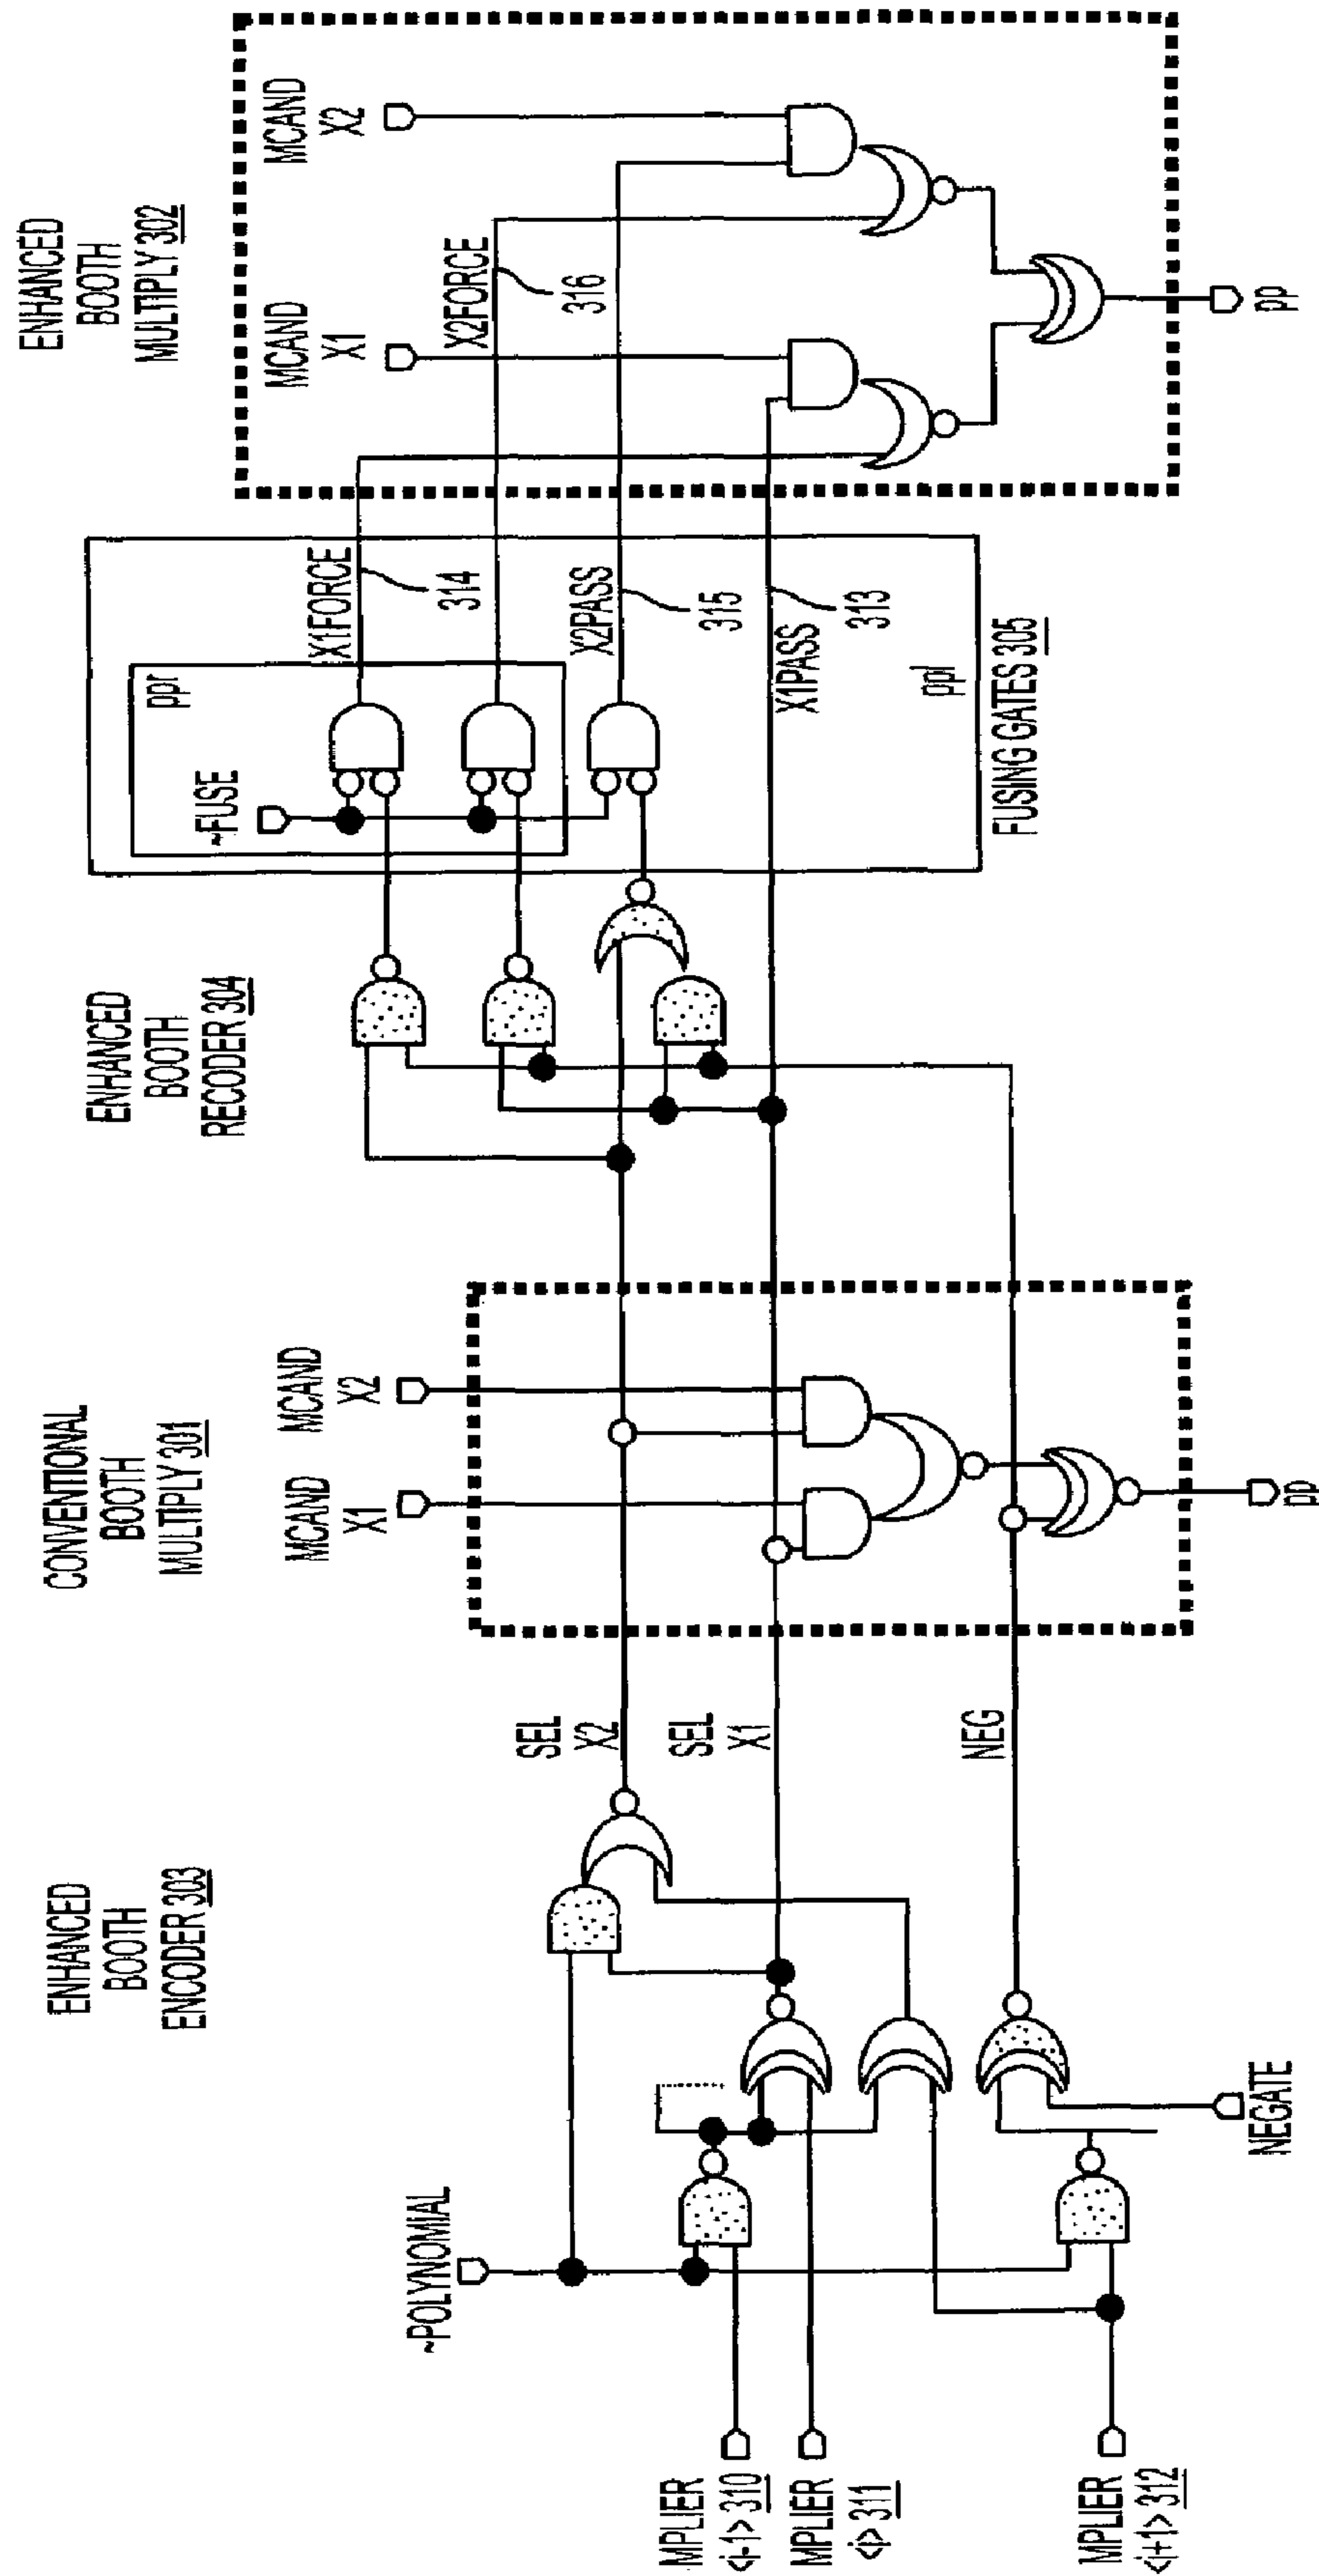 ENHANCED
BOOTH
ENCODER 303
CONVENTIONAL
BOOTH
MULTIPLY 301
ENHANCED
BOOTH
RECODER 304
ENHANCED
BOOTH
MULTIPLY 302
~POLYNOMIAL
MPLIER
<i-1> 310
MPLIER
<i> 311
MPLIER
<i+1> 312
NEGATE
SEL
X2
SEL
X1
NEG
MCAND
X1
MCAND
X2
pp
~FUSE
ppr
X1FORCE
314
X2PASS
315
X1PASS
313
ppl
FUSING GATES 305
MCAND
X1
X2FORCE
316
MCAND
X2
pp